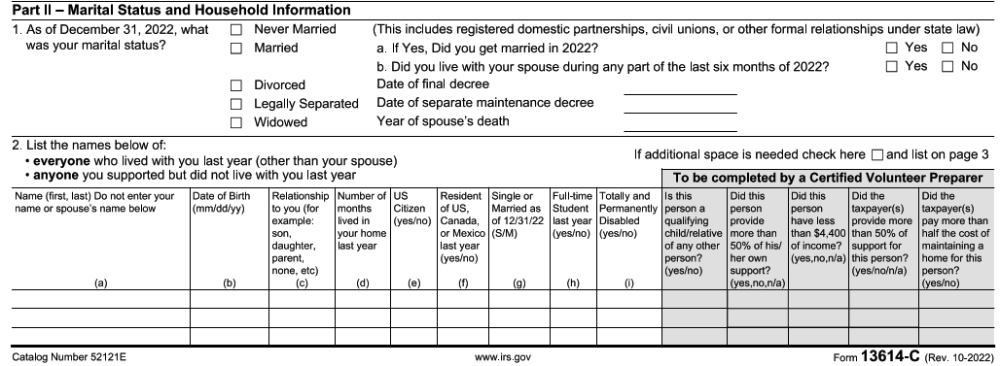 Part II – Marital Status and Household Information
1. As of December 31, 2022, what was your marital status?
Never Married (This includes registered domestic partnerships, civil unions, or other formal relationships under state law)
Married a. If Yes, Did you get married in 2022? Yes No
b. Did you live with your spouse during any part of the last six months of 2022? Yes No
Divorced Date of final decree
Legally Separated Date of separate maintenance decree
Widowed Year of spouse's death
2. List the names below of:
• everyone who lived with you last year (other than your spouse)
• anyone you supported but did not live with you last year
If additional space is needed check here and list on page 3
To be completed by a Certified Volunteer Preparer
Name (first, last) Do not enter your name or spouse's name below
(a)
Date of Birth (mm/dd/yy)
(b)
Relationship to you (for example: son, daughter, parent, none, etc)
(c)
Number of months lived in your home last year
(d)
US Citizen (yes/no)
(e)
Resident of US, Canada, or Mexico last year (yes/no)
(f)
Single or Married as of 12/31/22 (S/M)
(g)
Full-time Student last year (yes/no)
(h)
Totally and Permanently Disabled (yes/no)
(i)
Is this person a qualifying child/relative of any other person? (yes/no)
Did this person provide more than 50% of his/ her own support? (yes,no,n/a)
Did this person have less than $4,400 of income? (yes,no,n/a)
Did the taxpayer(s) provide more than 50% of support for this person? (yes/no/n/a)
Did the taxpayer(s) pay more than half the cost of maintaining a home for this person? (yes/no)
Catalog Number 52121E
www.irs.gov
Form 13614-C (Rev. 10-2022)